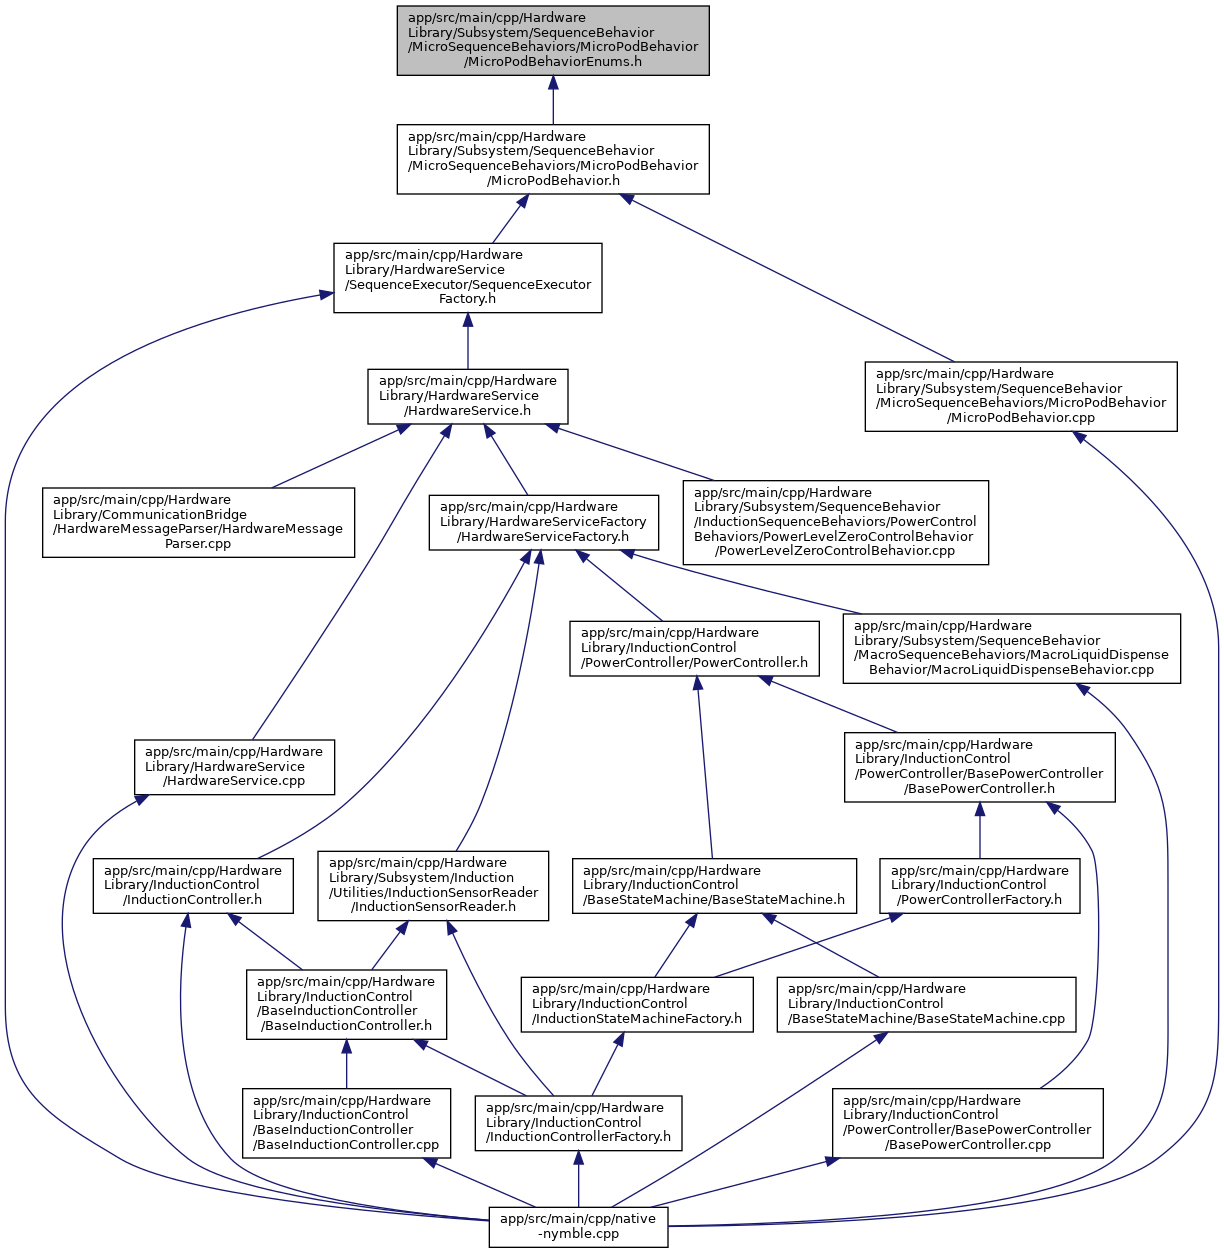 app/src/main/cpp/Hardware
Library/Subsystem/SequenceBehavior
/MicroSequenceBehaviors/MicroPodBehavior
/MicroPodBehaviorEnums.h
app/src/main/cpp/Hardware
Library/Subsystem/SequenceBehavior
/MicroSequenceBehaviors/MicroPodBehavior
/MicroPodBehavior.h
app/src/main/cpp/Hardware
Library/HardwareService
/SequenceExecutor/SequenceExecutor
Factory.h
app/src/main/cpp/Hardware
Library/HardwareService
/HardwareService.h
app/src/main/cpp/Hardware
Library/Subsystem/SequenceBehavior
/MicroSequenceBehaviors/MicroPodBehavior
/MicroPodBehavior.cpp
app/src/main/cpp/Hardware
Library/CommunicationBridge
/HardwareMessageParser/HardwareMessage
Parser.cpp
app/src/main/cpp/Hardware
Library/HardwareServiceFactory
/HardwareServiceFactory.h
app/src/main/cpp/Hardware
Library/Subsystem/SequenceBehavior
/InductionSequenceBehaviors/PowerControl
Behaviors/PowerLevelZeroControlBehavior
/PowerLevelZeroControlBehavior.cpp
app/src/main/cpp/Hardware
Library/InductionControl
/PowerController/PowerController.h
app/src/main/cpp/Hardware
Library/Subsystem/SequenceBehavior
/MacroSequenceBehaviors/MacroLiquidDispense
Behavior/MacroLiquidDispenseBehavior.cpp
app/src/main/cpp/Hardware
Library/HardwareService
/HardwareService.cpp
app/src/main/cpp/Hardware
Library/InductionControl
/PowerController/BasePowerController
/BasePowerController.h
app/src/main/cpp/Hardware
Library/InductionControl
/InductionController.h
app/src/main/cpp/Hardware
Library/Subsystem/Induction
/Utilities/InductionSensorReader
/InductionSensorReader.h
app/src/main/cpp/Hardware
Library/InductionControl
/BaseStateMachine/BaseStateMachine.h
app/src/main/cpp/Hardware
Library/InductionControl
/PowerControllerFactory.h
app/src/main/cpp/Hardware
Library/InductionControl
/BaseInductionController
/BaseInductionController.h
app/src/main/cpp/Hardware
Library/InductionControl
/InductionStateMachineFactory.h
app/src/main/cpp/Hardware
Library/InductionControl
/BaseStateMachine/BaseStateMachine.cpp
app/src/main/cpp/Hardware
Library/InductionControl
/BaseInductionController
/BaseInductionController.cpp
app/src/main/cpp/Hardware
Library/InductionControl
/InductionControllerFactory.h
app/src/main/cpp/Hardware
Library/InductionControl
/PowerController/BasePowerController
/BasePowerController.cpp
app/src/main/cpp/native
-nymble.cpp